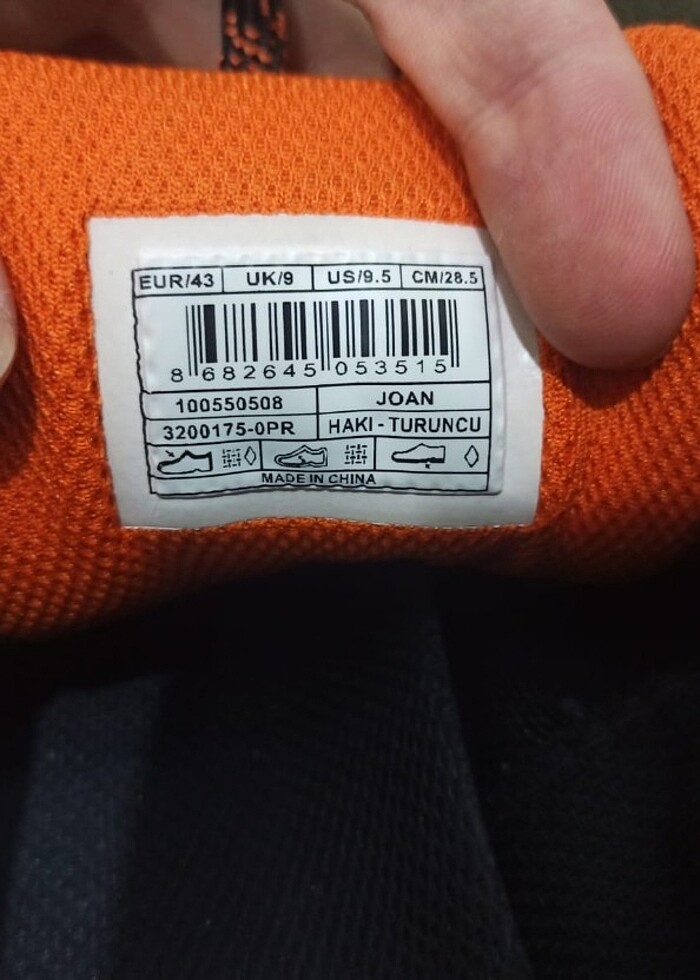 EUR/43 UK/9 US/9.5 CM/28.5
8 682645 053515
100550508 JOAN
3200175-0PR HAKI - TURUNCU
MADE IN CHINA